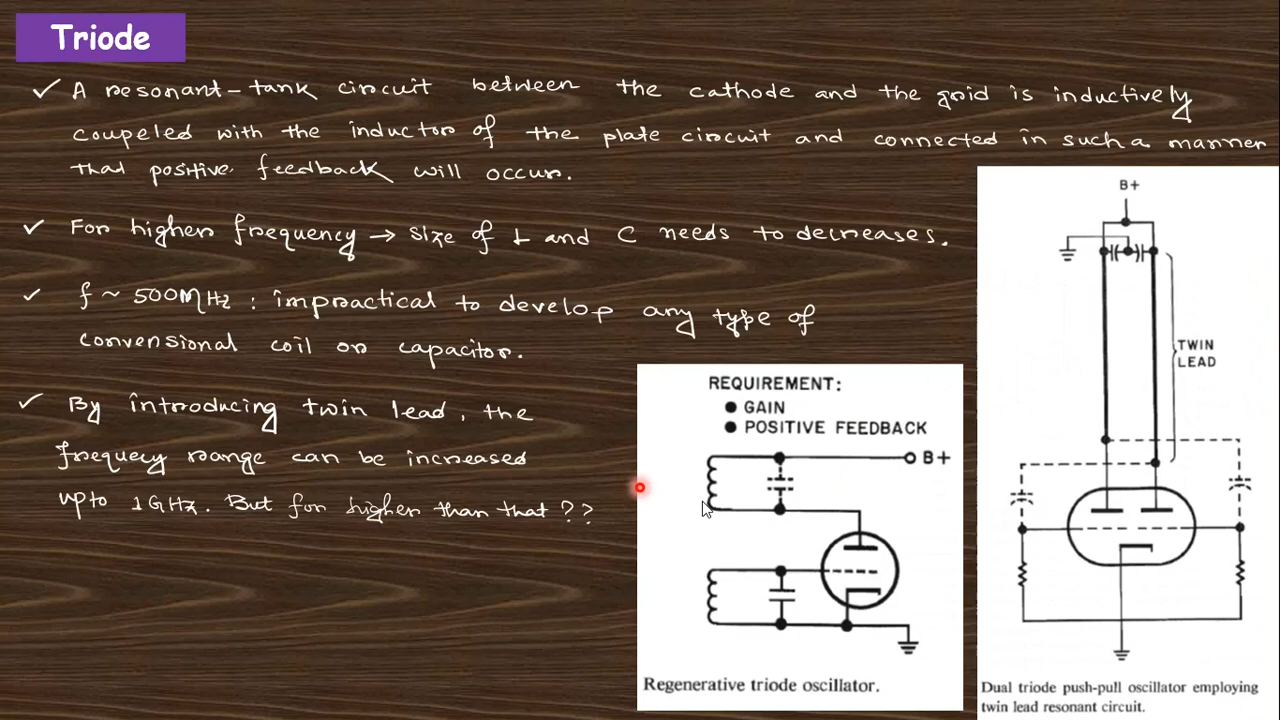 Triode
✓ A resonant-tank circuit between the cathode and the grid is inductively
coupeled with the inductor of the plate circuit and connected in such a manner
that positive feedback will occur.
✓ For higher frequency → size of L and C needs to decreases.
✓ f ~ 500MHz : impractical to develop any type of
convensional coil or capacitor.
✓ By introducing twin lead, the
frequecy range can be increased
upto 1GHz. But for higher than that ??
REQUIREMENT:
● GAIN
● POSITIVE FEEDBACK
B+
Regenerative triode oscillator.
B+
TWIN
LEAD
Dual triode push-pull oscillator employing
twin lead resonant circuit.